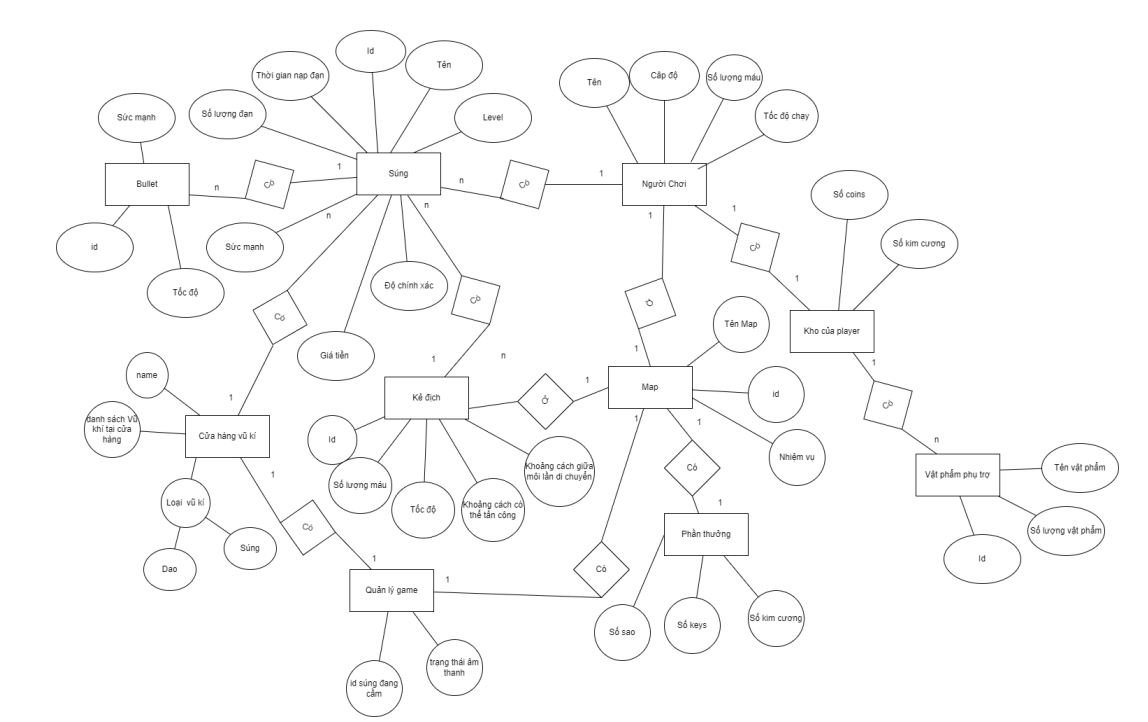 Id
Tên
Thời gian nạp đạn
Số lượng đạn
Level
Sức mạnh
Bullet
n
Có
1
Súng
n
Có
1
Người Chơi
Tên
Cấp độ
Số lượng máu
Tốc độ chạy
id
Tốc độ
Sức mạnh
n
n
Độ chính xác
Giá tiền
Có
Có
1
1
Có
1
Số coins
Số kim cương
Kho của player
Ở
1
Tên Map
name
danh sách Vũ
khí tại cửa
hàng
1
Cửa hàng vũ kí
1
Loại vũ kí
Súng
Dao
1
n
Kẻ địch
Ở
1
Map
1
1
id
Nhiệm vụ
Id
Số lượng máu
Tốc độ
Khoảng cách có
thể tấn công
Khoảng cách giữa
mỗi lần di chuyển
Có
1
Phần thưởng
1
Có
n
Vật phẩm phụ trợ
Tên vật phẩm
Số lượng vật phẩm
Id
Có
1
Quản lý game
1
Có
Số sao
Số keys
Số kim cương
id súng đang
cầm
trạng thái âm
thanh